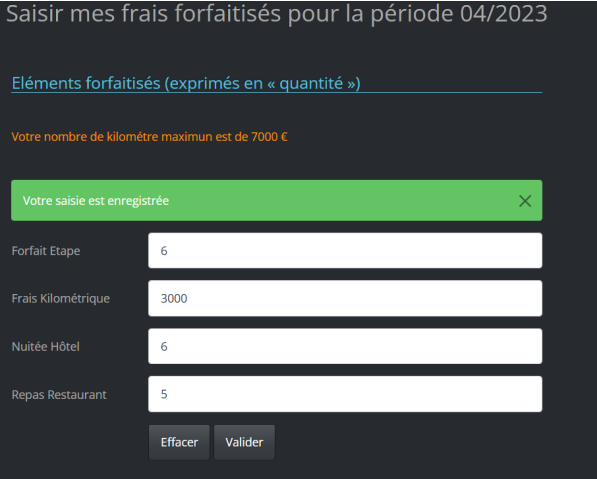 Saisir mes frais forfaitisés pour la période 04/2023
Eléments forfaitisés (exprimés en « quantité »)
Votre nombre de kilométre maximun est de 7000 €
Votre saisie est enregistrée
Forfait Etape 6
Frais Kilométrique 3000
Nuitée Hôtel 6
Repas Restaurant 5
Effacer Valider